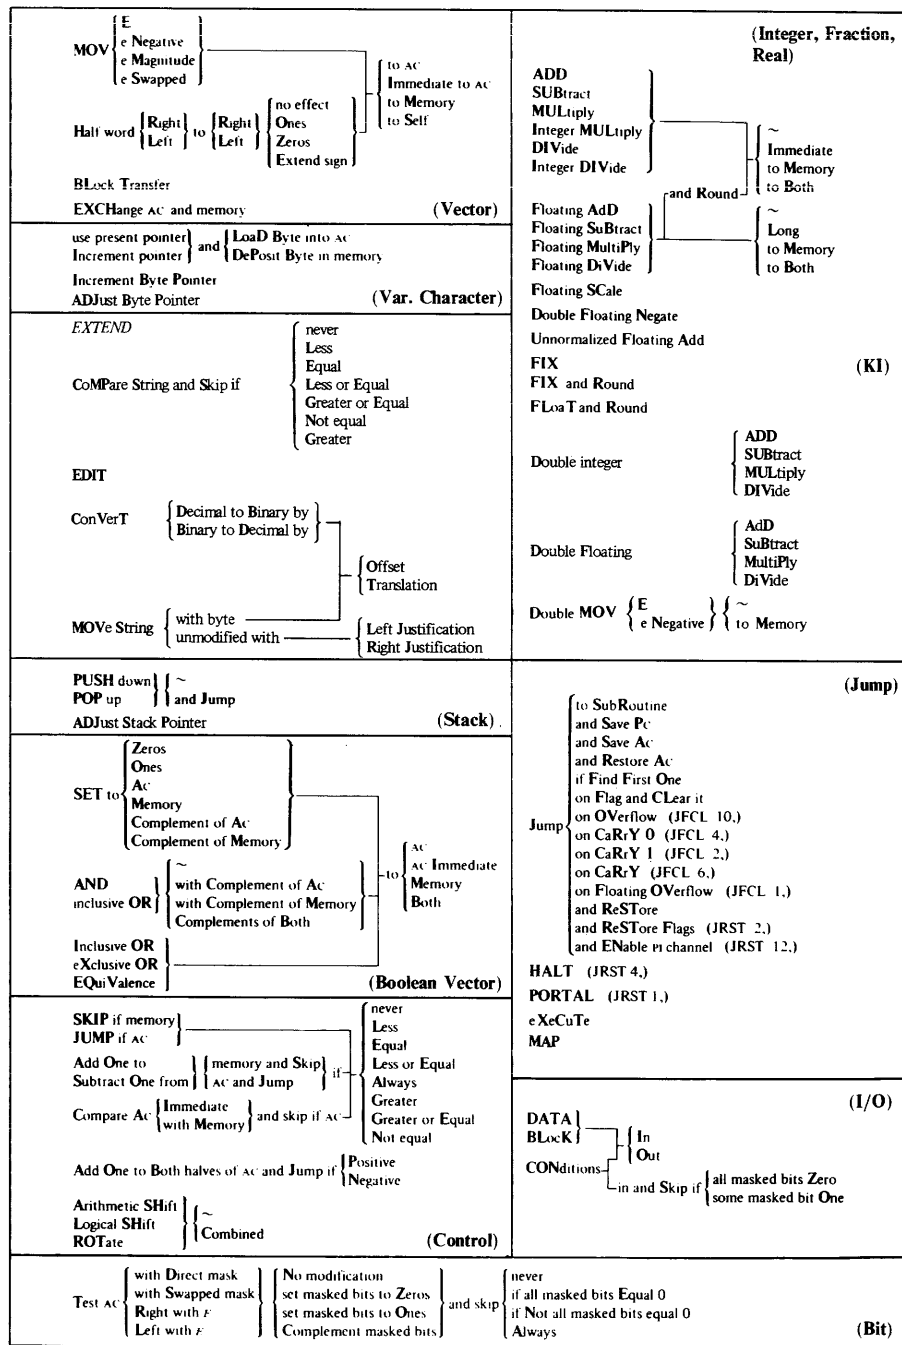 MOV
E
e Negative
e Magnitude
e Swapped
Half word
Right
Left
to
Right
Left
no effect
Ones
Zeros
Extend sign
to AC
Immediate to AC
to Memory
to Self
BLock Transfer
EXCHange AC and memory
(Vector)
use present pointer
Increment pointer
and
LoaD Byte into AC
DePosit Byte in memory
Increment Byte Pointer
ADJust Byte Pointer
(Var. Character)
EXTEND
CoMPare String and Skip if
never
Less
Equal
Less or Equal
Greater or Equal
Not equal
Greater
EDIT
ConVerT
Decimal to Binary by
Binary to Decimal by
Offset
Translation
MOVe String
with byte
unmodified with
Left Justification
Right Justification
PUSH down
POP up
~
and Jump
ADJust Stack Pointer
(Stack)
SET to
Zeros
Ones
AC
Memory
Complement of AC
Complement of Memory
AND
inclusive OR
~
with Complement of AC
with Complement of Memory
Complements of Both
to
AC
AC Immediate
Memory
Both
Inclusive OR
eXclusive OR
EQuiValence
(Boolean Vector)
SKIP if memory
JUMP if AC
Add One to
Subtract One from
memory and Skip
AC and Jump
if
Compare AC
Immediate
with Memory
and skip if AC
never
Less
Equal
Less or Equal
Always
Greater
Greater or Equal
Not equal
Add One to Both halves of AC and Jump if
Positive
Negative
Arithmetic SHift
Logical SHift
ROTate
~
Combined
(Control)
(Integer, Fraction,
Real)
ADD
SUBtract
MULtiply
Integer MULtiply
DIVide
Integer DIVide
~
Immediate
to Memory
to Both
and Round
Floating AdD
Floating SuBtract
Floating MultiPly
Floating DiVide
~
Long
to Memory
to Both
Floating SCale
Double Floating Negate
Unnormalized Floating Add
FIX
(KI)
FIX and Round
FLoaT and Round
Double integer
ADD
SUBtract
MULtiply
DIVide
Double Floating
AdD
SuBtract
MultiPly
DiVide
Double MOV
E
e Negative
~
to Memory
(Jump)
Jump
to SubRoutine
and Save Pc
and Save Ac
and Restore Ac
if Find First One
on Flag and CLear it
on OVerflow (JFCL 10,)
on CaRrY 0 (JFCL 4,)
on CaRrY 1 (JFCL 2,)
on CaRrY (JFCL 6,)
on Floating OVerflow (JFCL 1,)
and ReSTore
and ReSTore Flags (JRST 2,)
and ENable PI channel (JRST 12,)
HALT (JRST 4,)
PORTAL (JRST 1,)
eXeCuTe
MAP
(I/O)
DATA
BLocK
In
Out
CONditions
in and Skip if
all masked bits Zero
some masked bit One
Test AC
with Direct mask
with Swapped mask
Right with E
Left with E
No modification
set masked bits to Zeros
set masked bits to Ones
Complement masked bits
and skip
never
if all masked bits Equal 0
if Not all masked bits equal 0
Always
(Bit)